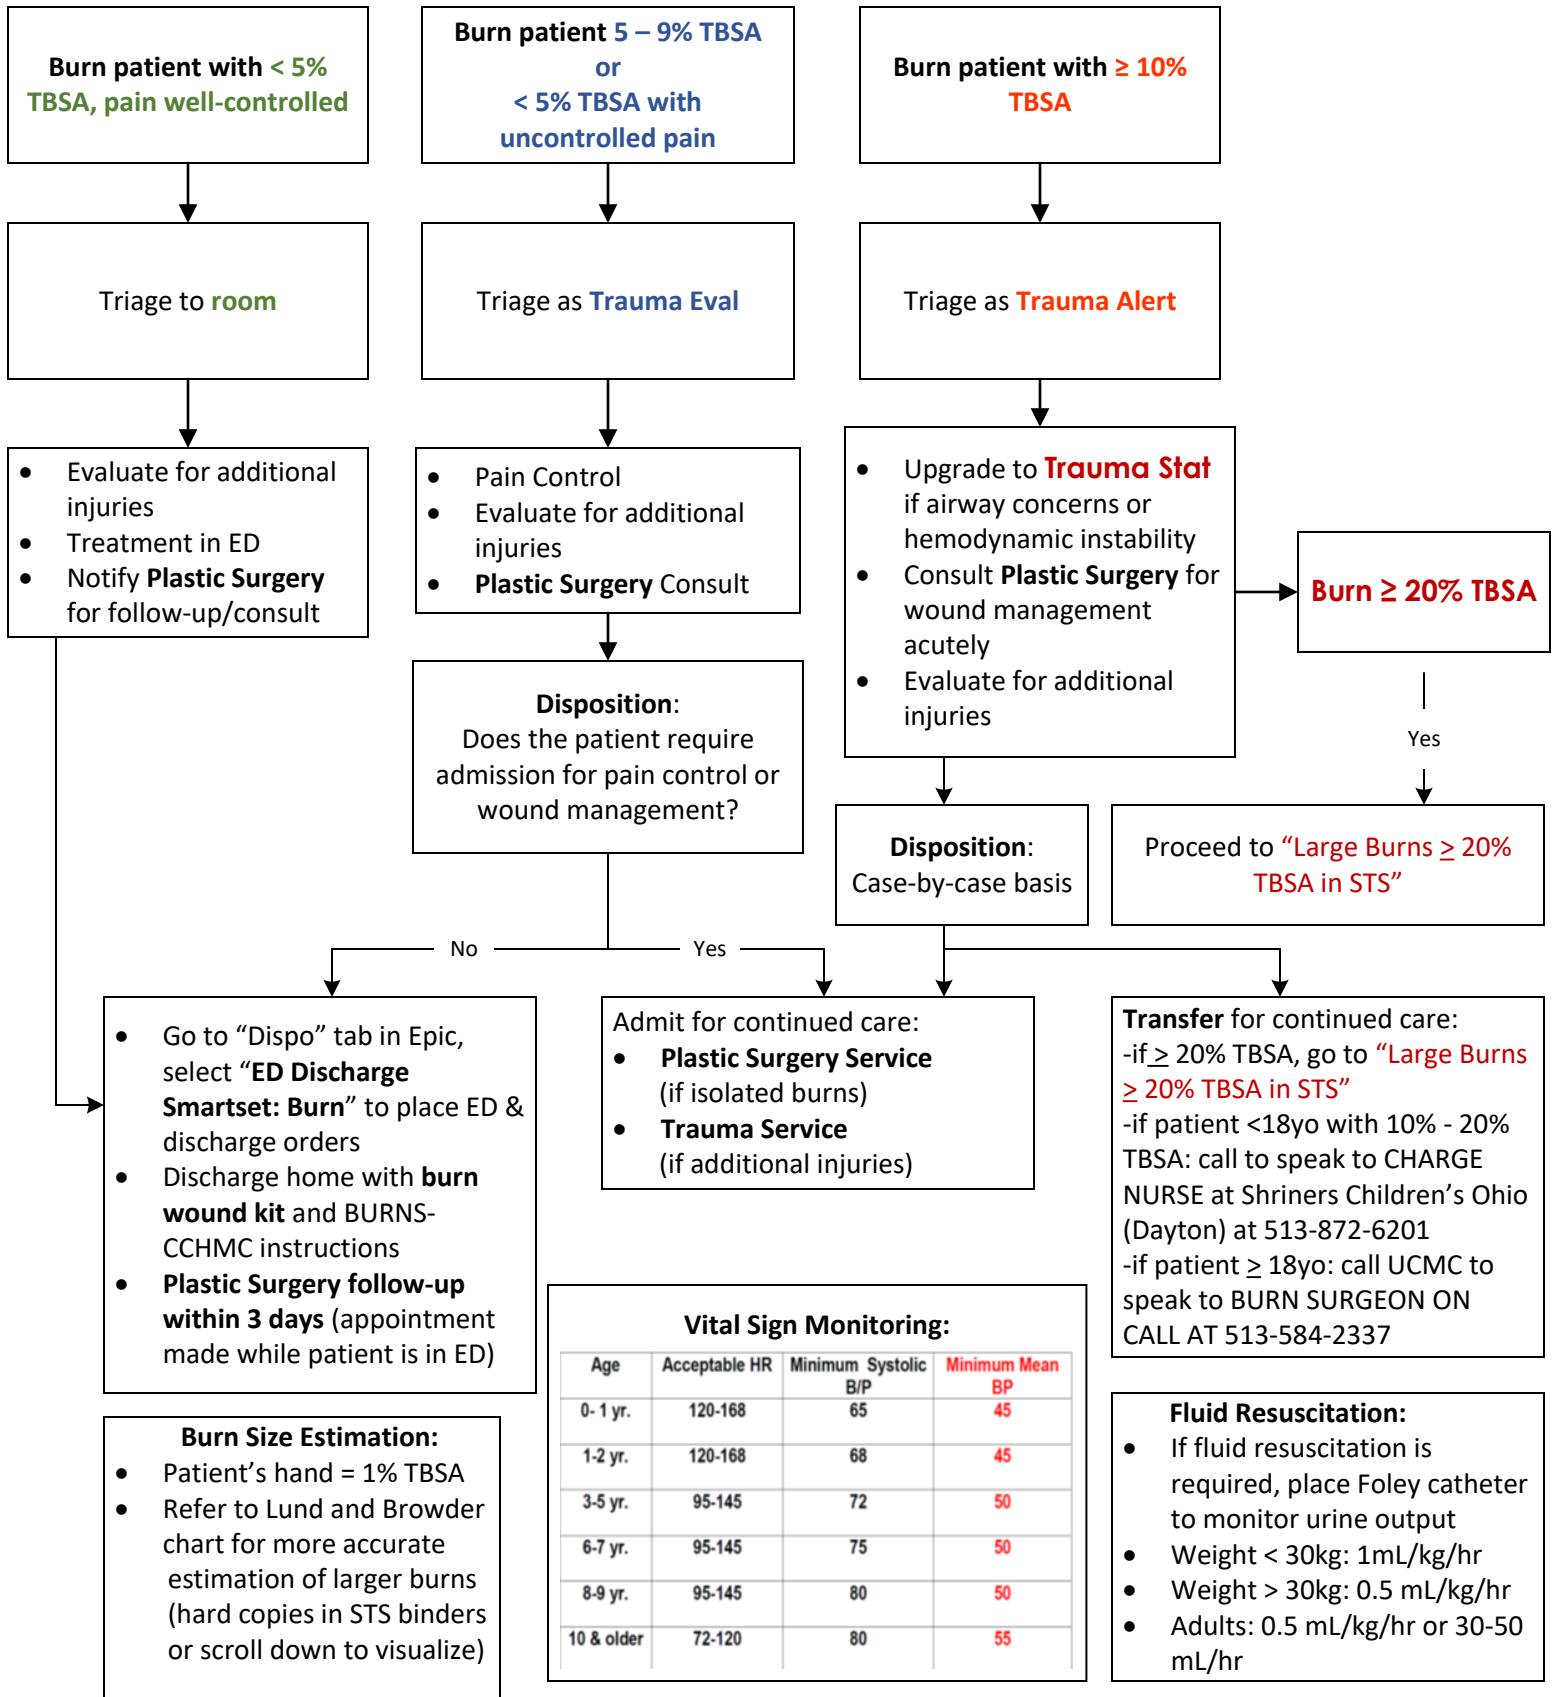 Burn patient with < 5%
TBSA, pain well-controlled
Burn patient 5 – 9% TBSA
or
< 5% TBSA with
uncontrolled pain
Burn patient with ≥ 10%
TBSA
Triage to room
Triage as Trauma Eval
Triage as Trauma Alert
• Evaluate for additional
injuries
• Treatment in ED
• Notify Plastic Surgery
for follow-up/consult
• Pain Control
• Evaluate for additional
injuries
• Plastic Surgery Consult
• Upgrade to Trauma Stat
if airway concerns or
hemodynamic instability
• Consult Plastic Surgery for
wound management
acutely
• Evaluate for additional
injuries
Burn ≥ 20% TBSA
Yes
Disposition:
Does the patient require
admission for pain control or
wound management?
Disposition:
Case-by-case basis
Proceed to “Large Burns ≥ 20%
TBSA in STS”
No
Yes
• Go to “Dispo” tab in Epic,
select “ED Discharge
Smartset: Burn” to place ED &
discharge orders
• Discharge home with burn
wound kit and BURNS-
CCHMC instructions
• Plastic Surgery follow-up
within 3 days (appointment
made while patient is in ED)
Admit for continued care:
• Plastic Surgery Service
(if isolated burns)
• Trauma Service
(if additional injuries)
Transfer for continued care:
-if ≥ 20% TBSA, go to “Large Burns
≥ 20% TBSA in STS”
-if patient <18yo with 10% - 20%
TBSA: call to speak to CHARGE
NURSE at Shriners Children’s Ohio
(Dayton) at 513-872-6201
-if patient ≥ 18yo: call UCMC to
speak to BURN SURGEON ON
CALL AT 513-584-2337
Burn Size Estimation:
• Patient’s hand = 1% TBSA
• Refer to Lund and Browder
chart for more accurate
estimation of larger burns
(hard copies in STS binders
or scroll down to visualize)
Vital Sign Monitoring:
Age Acceptable HR Minimum Systolic B/P Minimum Mean BP
0- 1 yr. 120-168 65 45
1-2 yr. 120-168 68 45
3-5 yr. 95-145 72 50
6-7 yr. 95-145 75 50
8-9 yr. 95-145 80 50
10 & older 72-120 80 55
Fluid Resuscitation:
• If fluid resuscitation is
required, place Foley catheter
to monitor urine output
• Weight < 30kg: 1mL/kg/hr
• Weight > 30kg: 0.5 mL/kg/hr
• Adults: 0.5 mL/kg/hr or 30-50
mL/hr